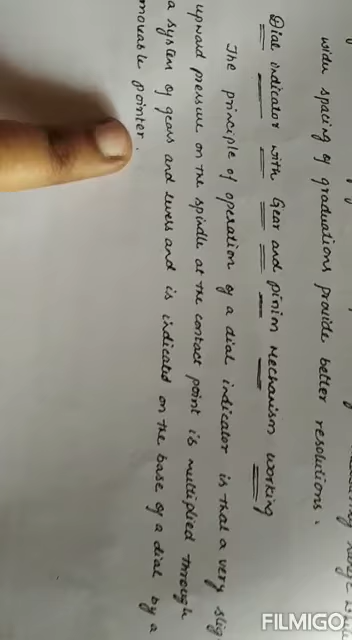 wider spacing of graduations provide better resolutions.
Dial indicator with Gear and pinion Mechanism working
The principle of operation of a dial indicator is that a very slig
upward pressure on the spindle at the contact point is multiplied through
a system of gears and levers and is indicated on the base of a dial by a
moveable pointer.
FILMIGO